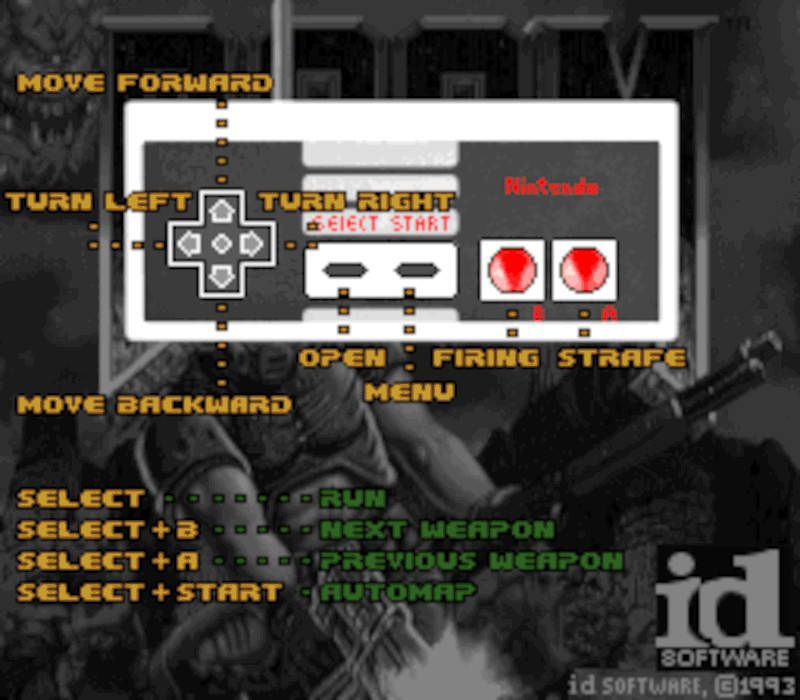 TM
MOVE FORWARD
Nintendo
TURN LEFT TURN RIGHT
SELECT START
B A
OPEN FIRING STRAFE
MENU
MOVE BACKWARD
SELECT RUN
SELECT+B NEXT WEAPON
SELECT+A PREVIOUS WEAPON
SELECT+START AUTOMAP
id
SOFTWARE
id SOFTWARE, ©1993